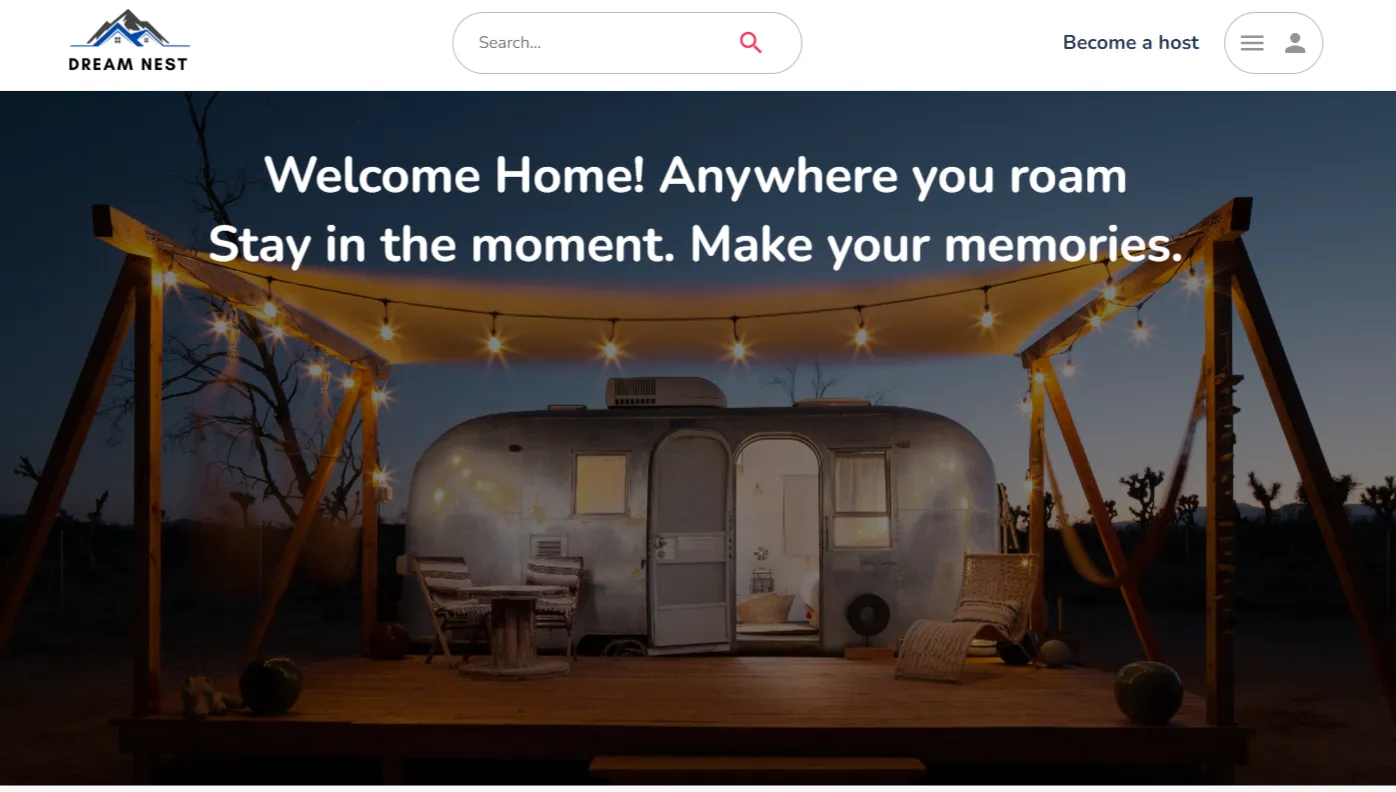 DREAM NEST
Search...
Become a host
Welcome Home! Anywhere you roam
Stay in the moment. Make your memories.